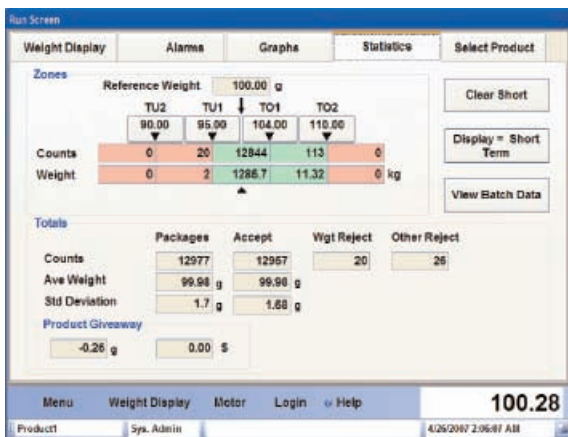 Run Screen
Weight Display Alarms Graphs Statistics Select Product
Zones
Reference Weight 100.00 g
TU2 TU1 TO1 TO2
90.00 95.00 104.00 110.00
Counts 0 20 12844 113 0
Weight 0 2 1285.7 11.32 0 kg
Clear Short
Display = Short Term
View Batch Data
Totals
Packages Accept Wgt Reject Other Reject
Counts 12977 12957 20 26
Ave Weight 99.98 g 99.98 g
Std Deviation 1.7 g 1.68 g
Product Giveaway
-0.26 g 0.00 $
Menu Weight Display Motor Login Help 100.28
Product1 Sys. Admin 4/26/2007 2:06:07 AM